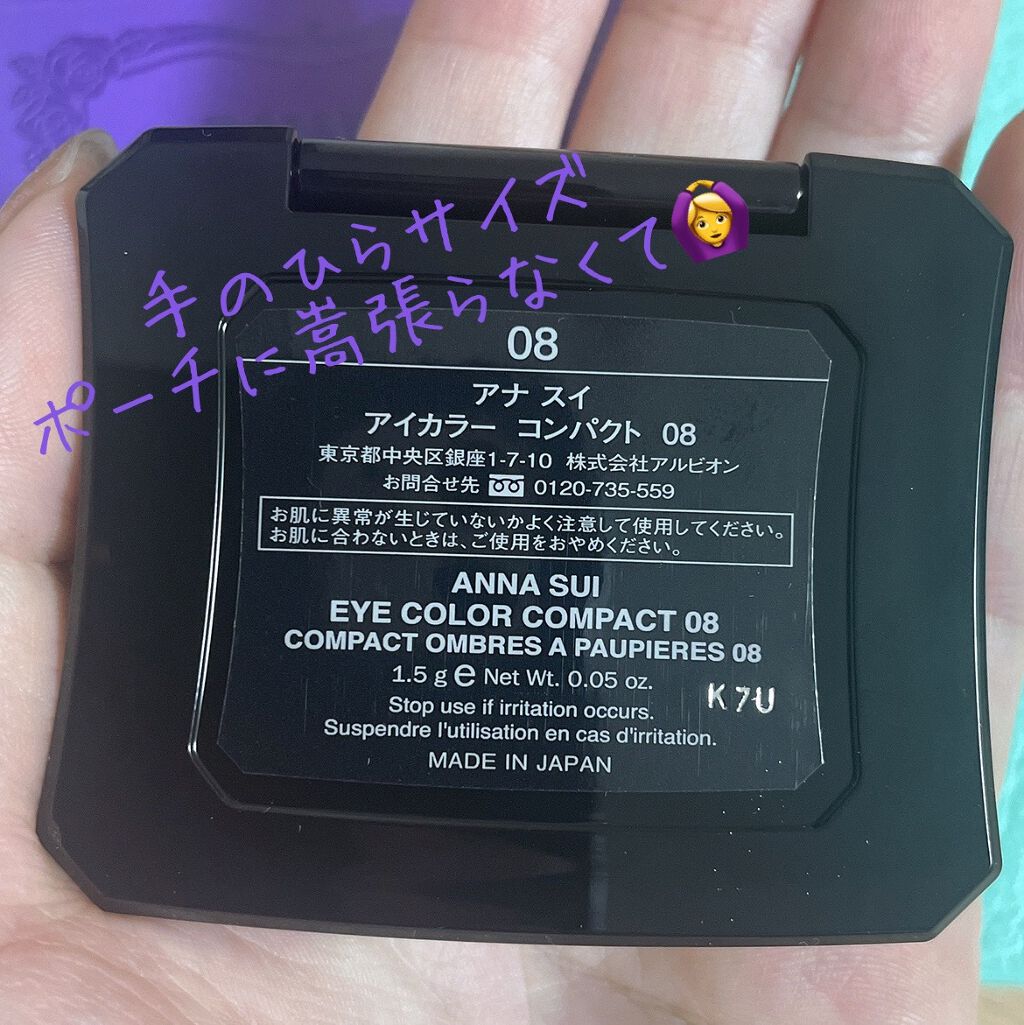 手のひらサイズ
ポーチに嵩張らなくて🙆‍♀️
08
アナ スイ
アイカラー コンパクト 08
東京都中央区銀座1-7-10 株式会社アルビオン
お問合せ先 0120-735-559
お肌に異常が生じていないかよく注意して使用してください。
お肌に合わないときは、ご使用をおやめください。
ANNA SUI
EYE COLOR COMPACT 08
COMPACT OMBRES A PAUPIERES 08
1.5 g ℮ Net Wt. 0.05 oz.
K7U
Stop use if irritation occurs.
Suspendre l'utilisation en cas d'irritation.
MADE IN JAPAN